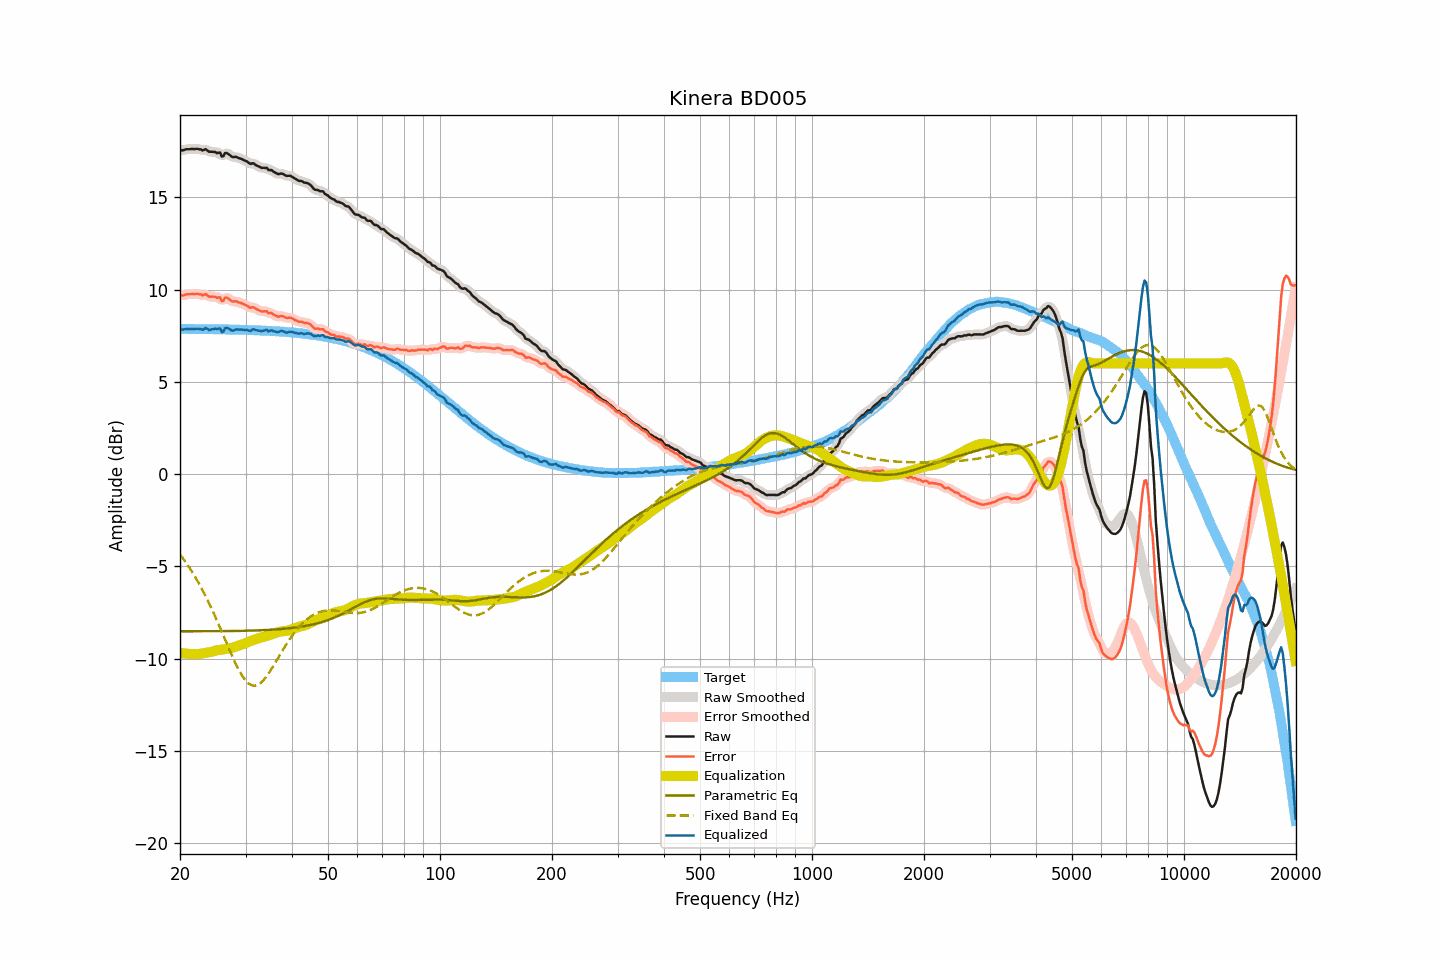 Kinera BD005
Amplitude (dBr)
15
10
5
0
−5
−10
−15
−20
Target
Raw Smoothed
Error Smoothed
Raw
Error
Equalization
Parametric Eq
Fixed Band Eq
Equalized
20 50 100 200 500 1000 2000 5000 10000 20000
Frequency (Hz)